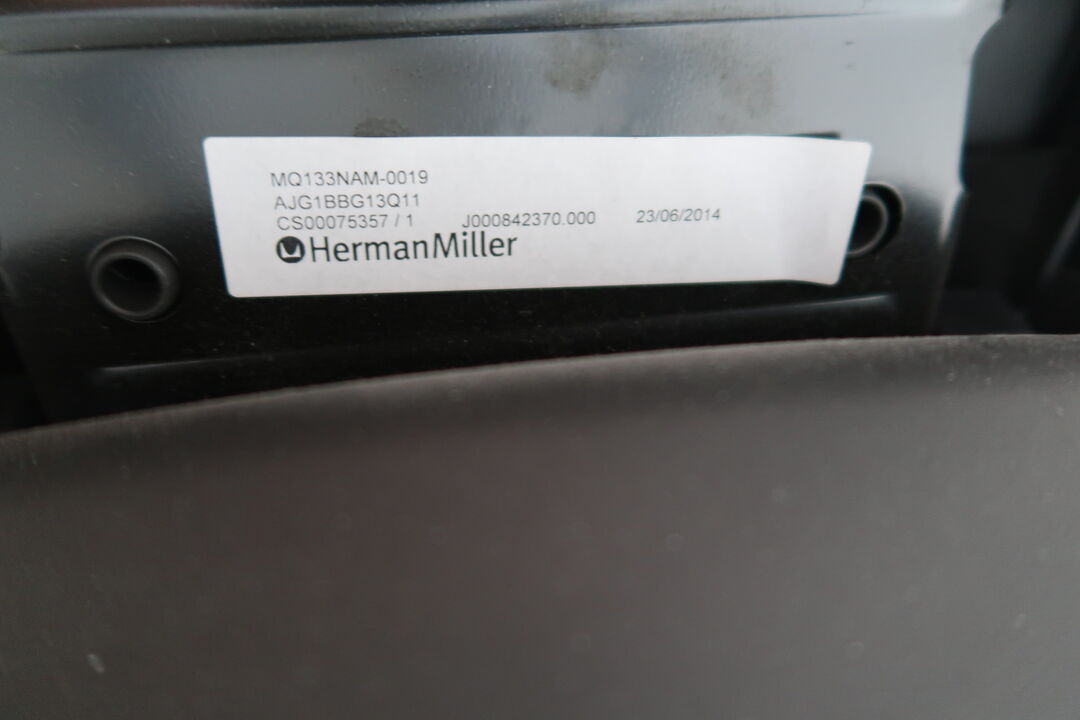 MQ133NAM-0019
AJG1BBG13Q11
CS00075357 / 1 J000842370.000 23/06/2014
HermanMiller